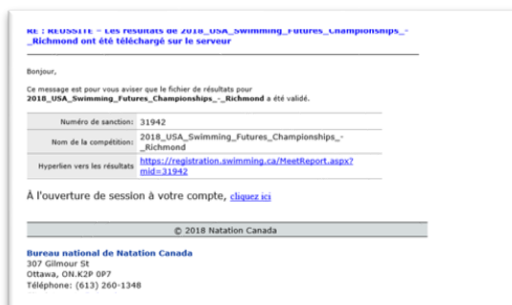 RE : RÉUSSITE – Les résultats de 2018_USA_Swimming_Futures_Championships_-
_Richmond ont été téléchargé sur le serveur
Bonjour,
Ce message est pour vous aviser que le fichier de résultats pour
2018_USA_Swimming_Futures_Championships_-_Richmond a été validé.
Numéro de sanction: 31942
Nom de la compétition: 2018_USA_Swimming_Futures_Championships_-
_Richmond
Hyperlien vers les résultats https://registration.swimming.ca/MeetReport.aspx?
mid=31942
À l'ouverture de session à votre compte, cliquez ici
© 2018 Natation Canada
Bureau national de Natation Canada
307 Gilmour St
Ottawa, ON.K2P 0P7
Téléphone: (613) 260-1348